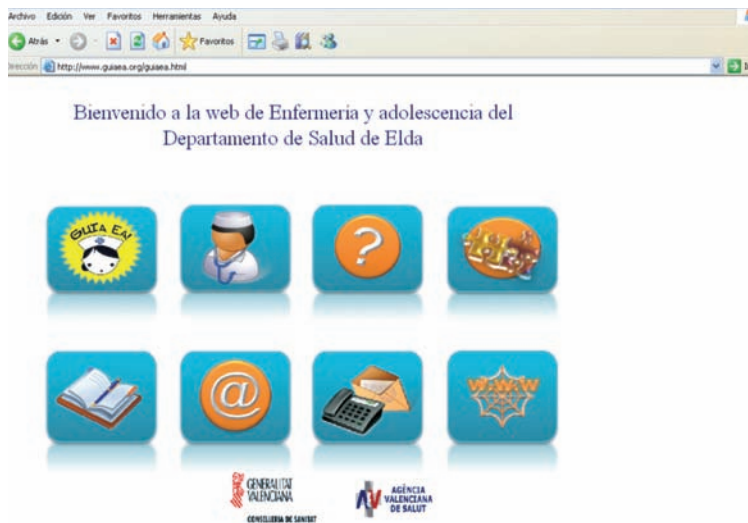 Archivo Edición Ver Favoritos Herramientas Ayuda
Atrás Favoritos
http://www.guiaea.org/guiaea.html
Bienvenido a la web de Enfermeria y adolescencia del
Departamento de Salud de Elda
GUIA EA!
?
@
W.W.W
GENERALITAT
VALENCIANA
CONSELLERIA DE SANITAT
AV
AGÈNCIA
VALENCIANA
DE SALUT